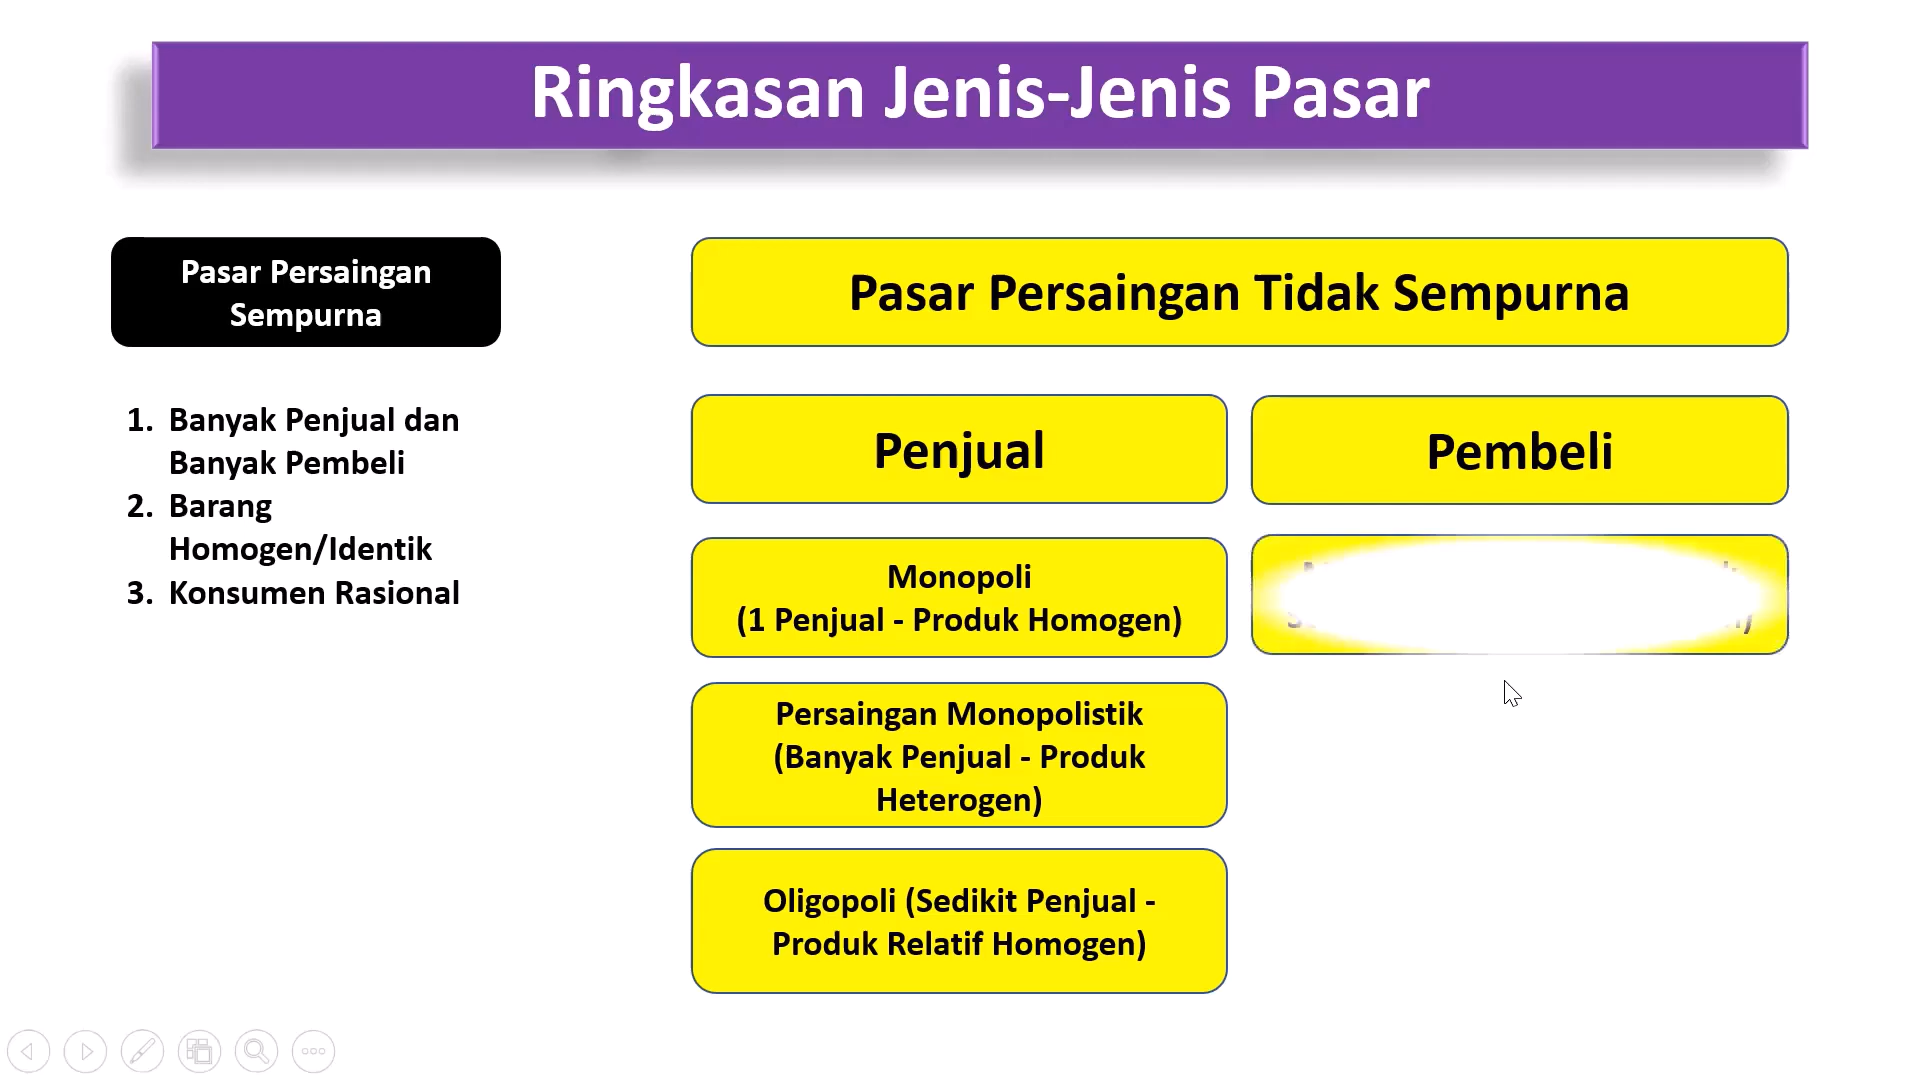 Ringkasan Jenis-Jenis Pasar
Pasar Persaingan
Sempurna
1. Banyak Penjual dan
Banyak Pembeli
2. Barang
Homogen/Identik
3. Konsumen Rasional
Pasar Persaingan Tidak Sempurna
Penjual
Pembeli
Monopoli
(1 Penjual - Produk Homogen)
Persaingan Monopolistik
(Banyak Penjual - Produk
Heterogen)
Oligopoli (Sedikit Penjual -
Produk Relatif Homogen)